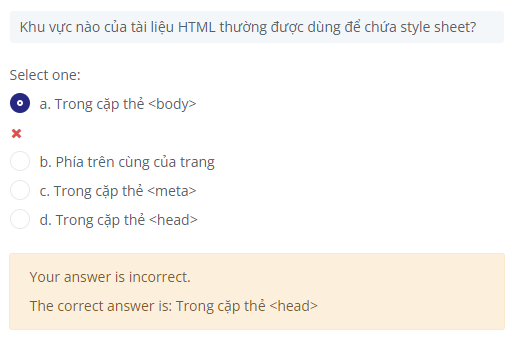 Khu vực nào của tài liệu HTML thường được dùng để chứa style sheet?
Select one:
a. Trong cặp thẻ <body>
b. Phía trên cùng của trang
c. Trong cặp thẻ <meta>
d. Trong cặp thẻ <head>
Your answer is incorrect.
The correct answer is: Trong cặp thẻ <head>